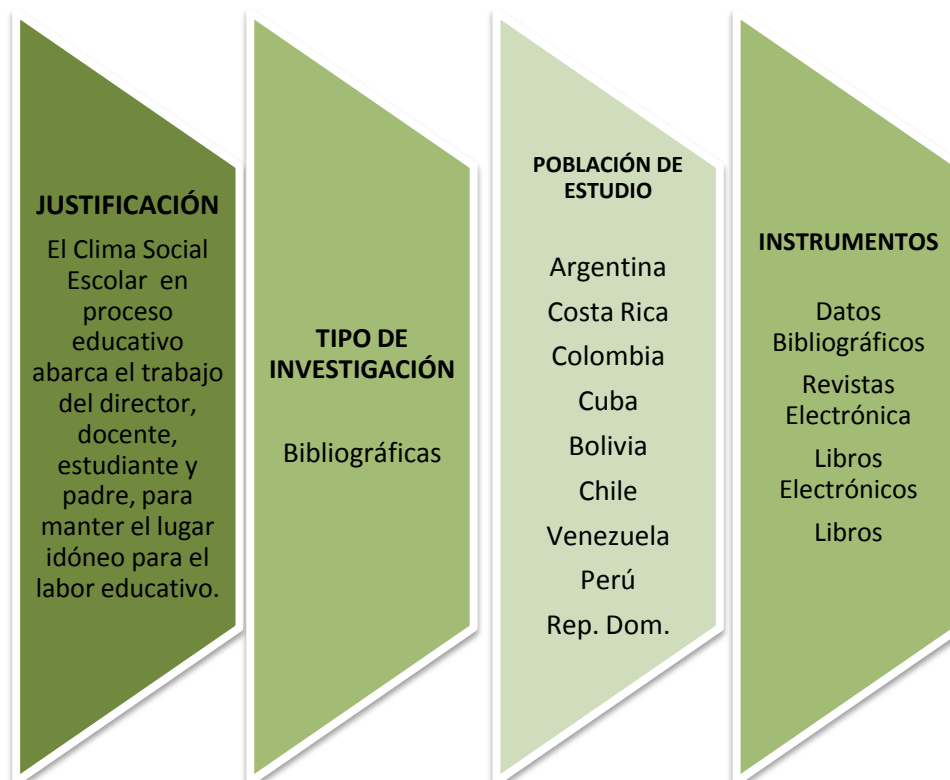 JUSTIFICACIÓN
El Clima Social
Escolar en
proceso
educativo
abarca el trabajo
del director,
docente,
estudiante y
padre, para
manter el lugar
idóneo para el
labor educativo.
TIPO DE
INVESTIGACIÓN
Bibliográficas
POBLACIÓN DE
ESTUDIO
Argentina
Costa Rica
Colombia
Cuba
Bolivia
Chile
Venezuela
Perú
Rep. Dom.
INSTRUMENTOS
Datos
Bibliográficos
Revistas
Electrónica
Libros
Electrónicos
Libros